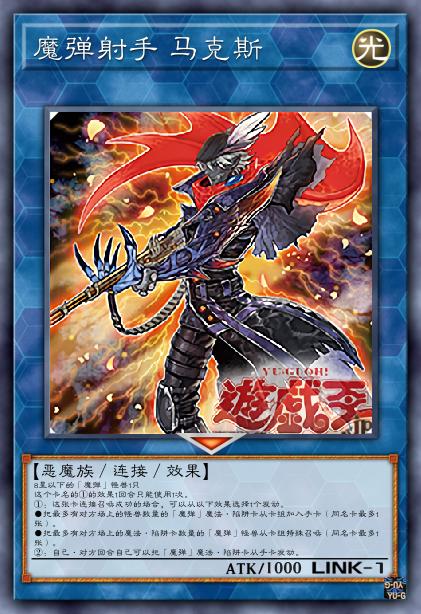 魔弹射手 马克斯
光
YU-GI-OH!
遊戯王
.JP
【恶魔族/连接/效果】
8星以下的「魔弹」怪兽1只
这个卡名的①的效果1回合只能使用1次。
①：这张卡连接召唤成功的场合，可以从以下效果选择1个发动。
●把最多有对方场上的怪兽数量的「魔弹」魔法·陷阱卡从卡组加入手卡（同名卡最多1
张）。
●把最多有对方场上的魔法·陷阱卡数量的「魔弹」怪兽从卡组特殊召唤（同名卡最多1
张）。
②：自己·对方回合自己可以把「魔弹」魔法·陷阱卡从手卡发动。
ATK/1000 LINK-1